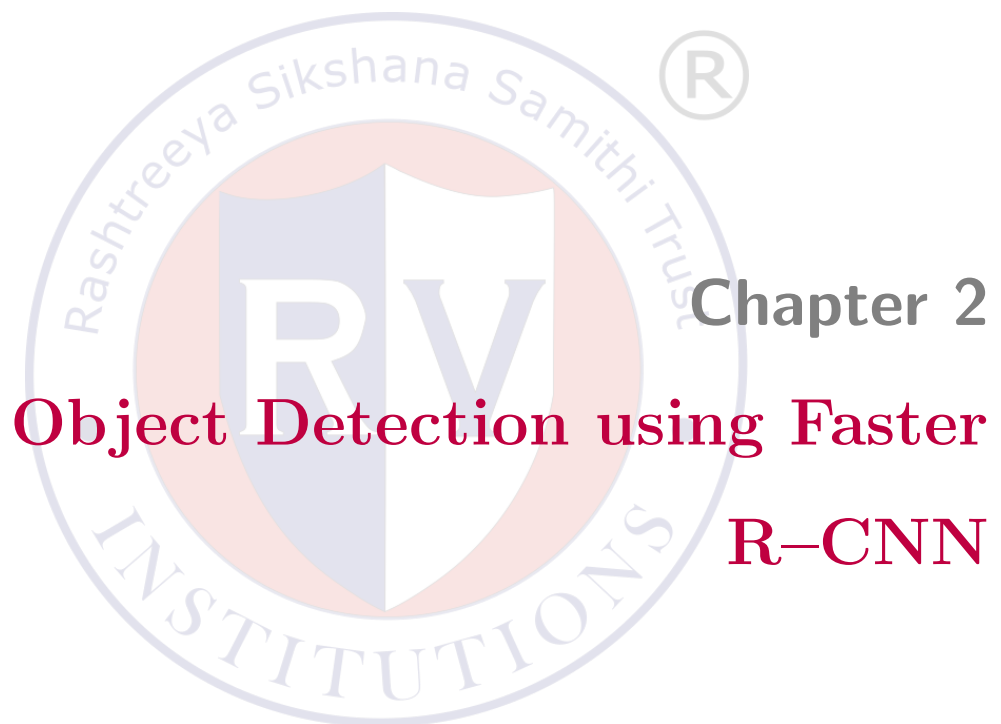 Rashtreeya Sikshana Samithi Trust
®
RV
INSTITUTIONS
Chapter 2
Object Detection using Faster
R–CNN